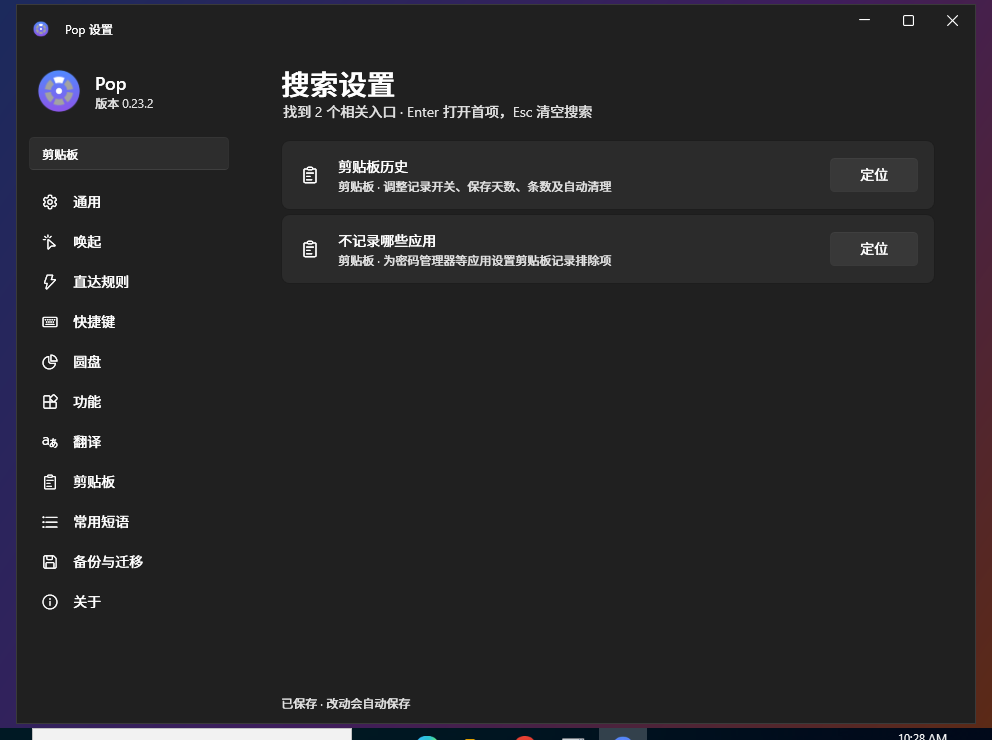 Pop 设置
Pop
版本 0.23.2
剪贴板
通用
唤起
直达规则
快捷键
圆盘
功能
翻译
剪贴板
常用短语
备份与迁移
关于
搜索设置
找到 2 个相关入口 · Enter 打开首项，Esc 清空搜索
剪贴板历史
剪贴板 · 调整记录开关、保存天数、条数及自动清理
定位
不记录哪些应用
剪贴板 · 为密码管理器等应用设置剪贴板记录排除项
定位
已保存 · 改动会自动保存
10:28 AM